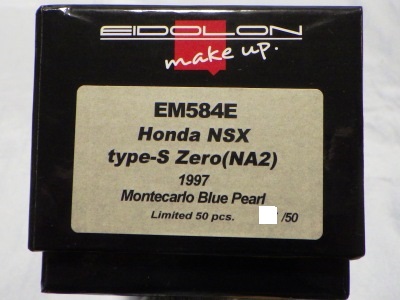 EIDOLON
make up.
EM584E
Honda NSX
type-S Zero(NA2)
1997
Montecarlo Blue Pearl
Limited 50 pcs. /50